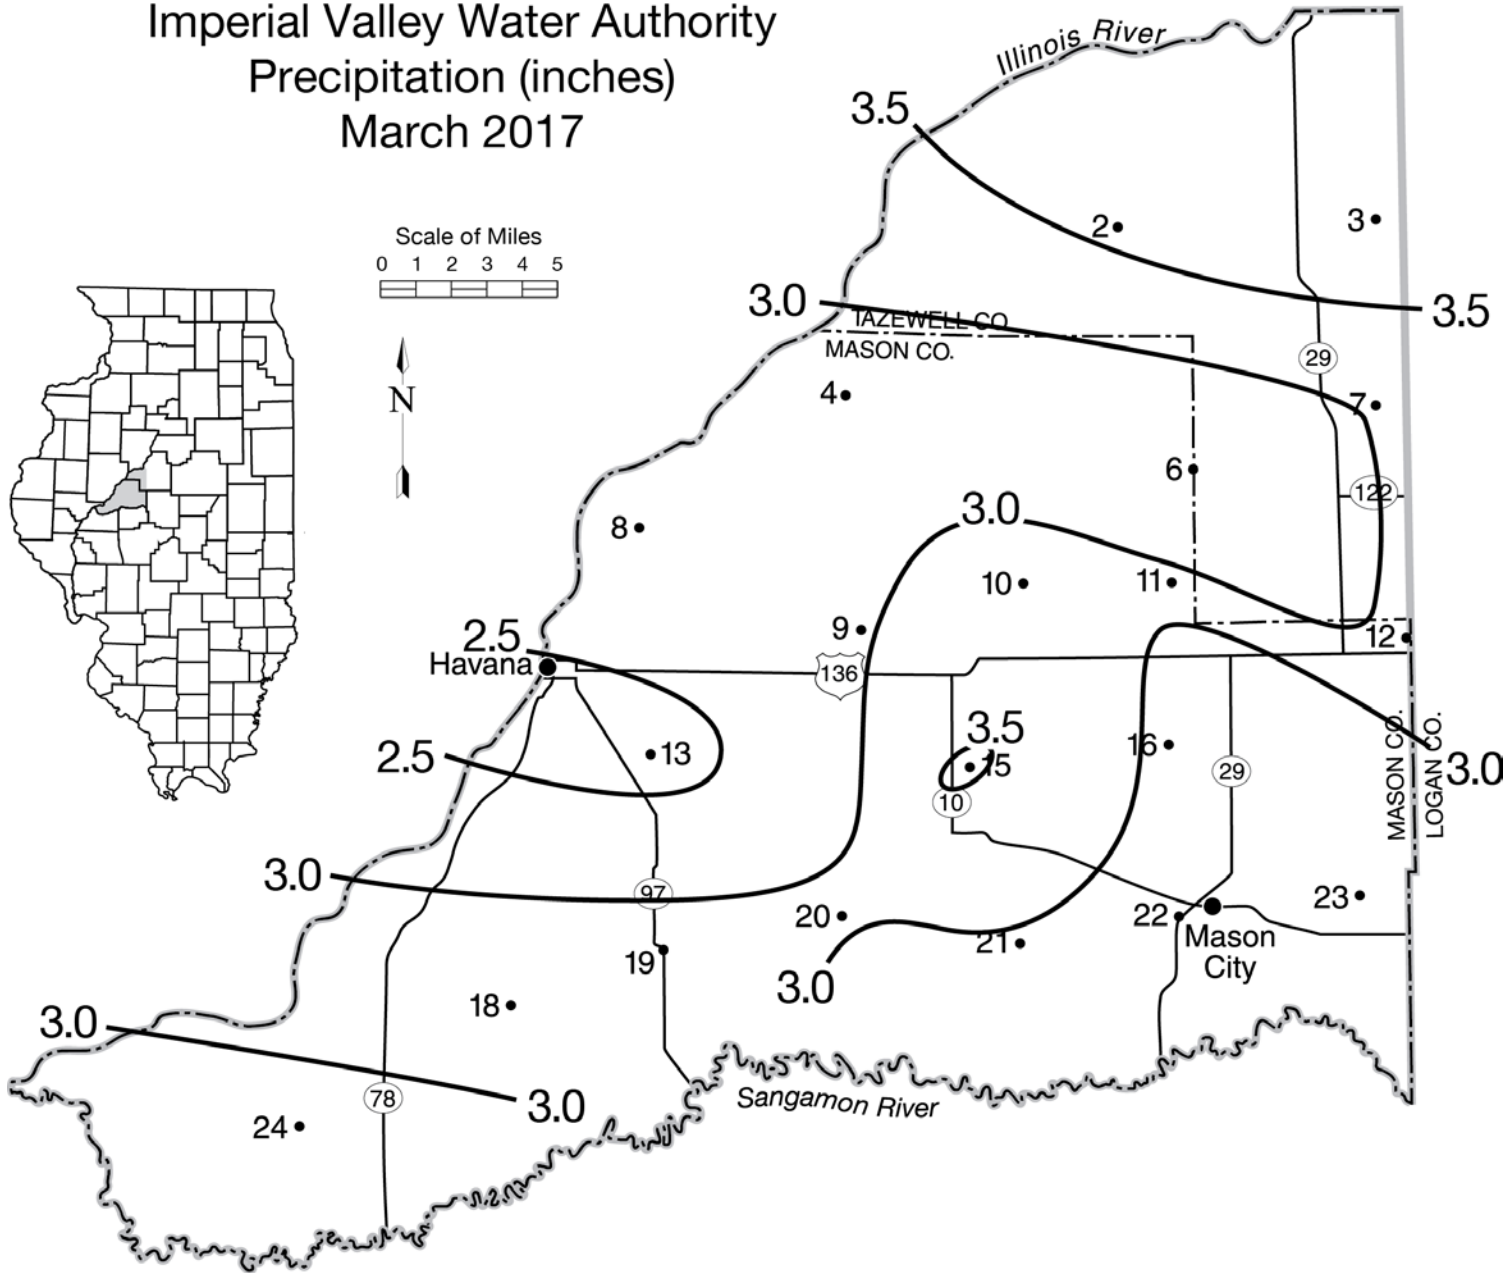 Imperial Valley Water Authority
Precipitation (inches)
March 2017
Illinois River
3.5
Scale of Miles
0 1 2 3 4 5
2
3
3.0
TAZEWELL CO
MASON CO.
3.5
29
N
4
7
6
122
8
3.0
10
11
9
12
2.5
Havana
136
2.5
13
3.5
15
16
10
29
MASON CO.
LOGAN CO.
3.0
3.0
97
20
21
22
23
Mason
City
19
3.0
18
3.0
78
3.0
Sangamon River
24